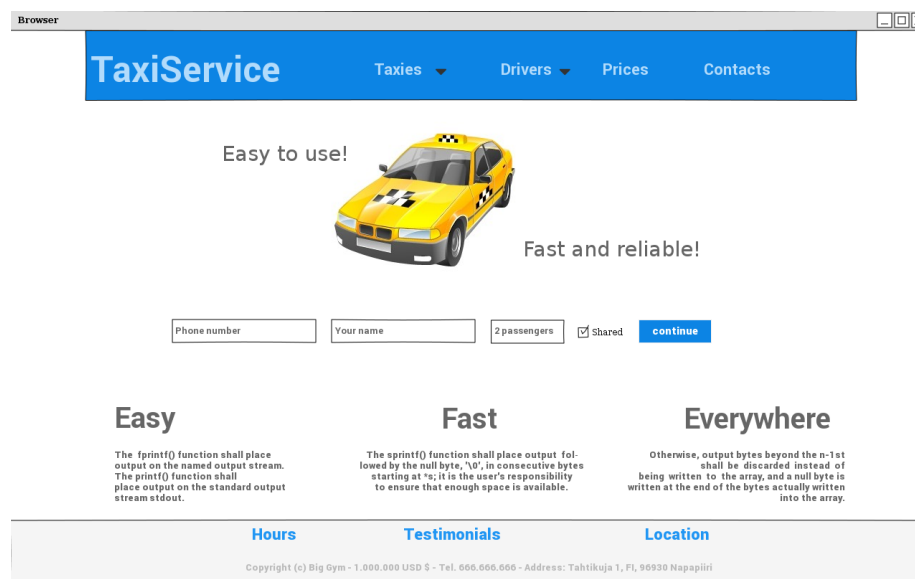 Browser
TaxiService
Taxies
Drivers
Prices
Contacts
Easy to use!
Fast and reliable!
Phone number
Your name
2 passengers
Shared
continue
Easy
The fprintf() function shall place
output on the named output stream.
The printf() function shall
place output on the standard output
stream stdout.
Fast
The sprintf() function shall place output fol-
lowed by the null byte, '\0', in consecutive bytes
starting at *s; it is the user's responsibility
to ensure that enough space is available.
Everywhere
Otherwise, output bytes beyond the n-1st
shall be discarded instead of
being written to the array, and a null byte is
written at the end of the bytes actually written
into the array.
Hours
Testimonials
Location
Copyright (c) Big Gym - 1.000.000 USD $ - Tel. 666.666.666 - Address: Tahtikuja 1, FI, 96930 Napapiiri